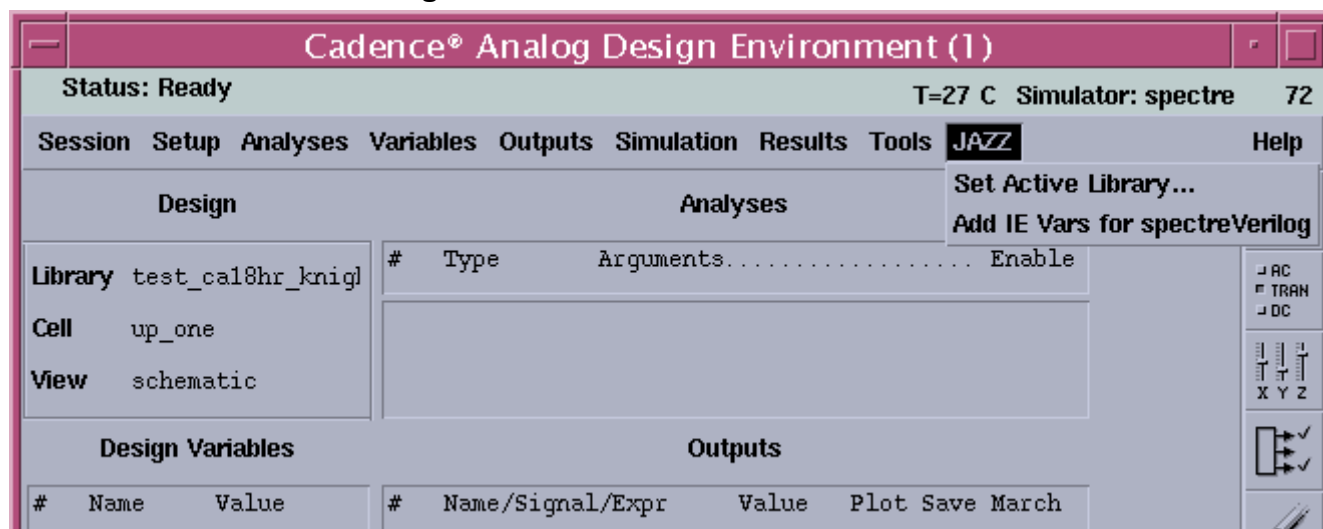 Cadence® Analog Design Environment (1)
Status: Ready T=27 C Simulator: spectre 72
Session Setup Analyses Variables Outputs Simulation Results Tools JAZZ Help
Set Active Library...
Add IE Vars for spectreVerilog
Design Analyses
# Type Arguments.................. Enable
Library test_ca18hr_knigl
Cell up_one
View schematic
AC
TRAN
DC
X Y Z
Design Variables Outputs
# Name Value # Name/Signal/Expr Value Plot Save March